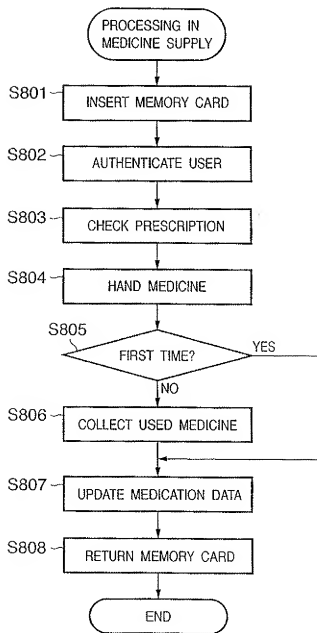 PROCESSING IN
MEDICINE SUPPLY
S801
INSERT MEMORY CARD
S802
AUTHENTICATE USER
S803
CHECK PRESCRIPTION
S804
HAND MEDICINE
S805
FIRST TIME?
YES
NO
S806
COLLECT USED MEDICINE
S807
UPDATE MEDICATION DATA
S808
RETURN MEMORY CARD
END